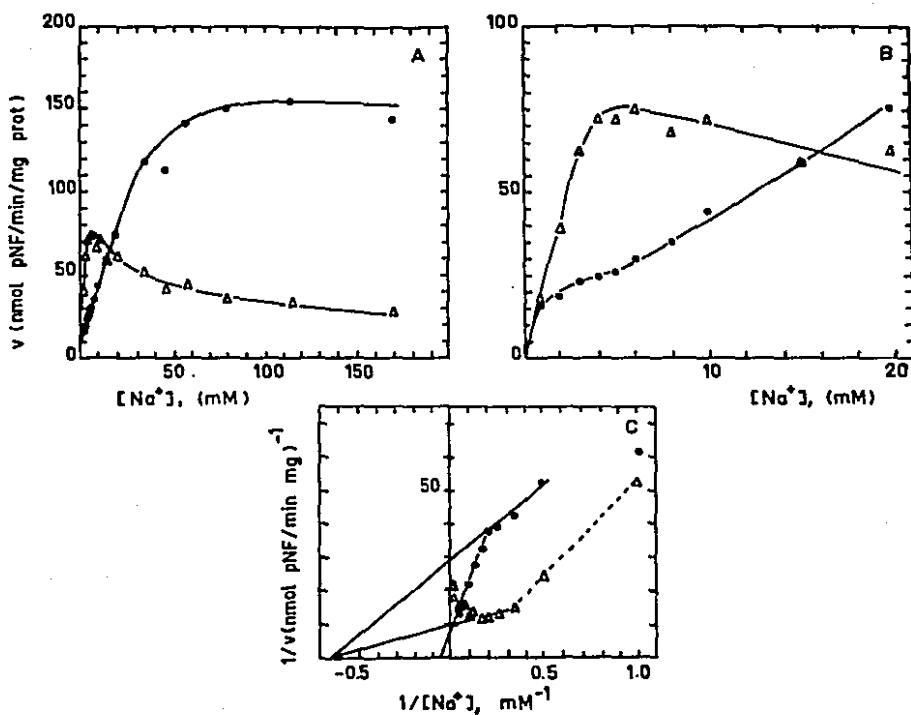 200
A
150
v (nmol pNF/min/mg prot)
100
50
0
50
100
150
[Na⁺], (mM)
100
B
50
0
10
20
[Na⁺], (mM)
C
1/v(nmol pNF/min mg)⁻¹
50
-0.5
0.5
1.0
1/[Na⁺], mM⁻¹